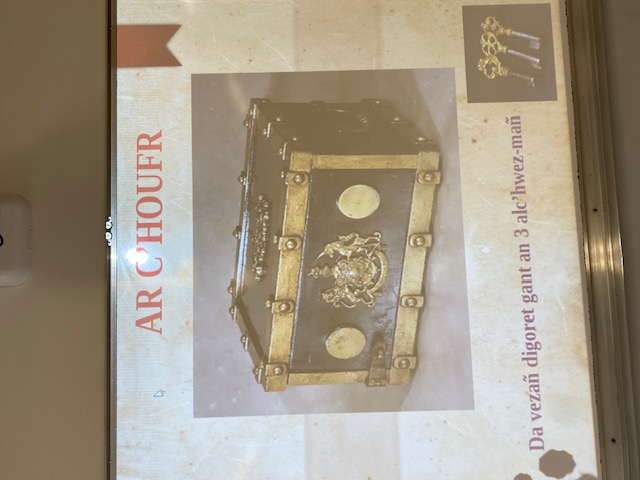 AR C'HOUFR
Da vezañ digoret gant an 3 alc'hwez-mañ